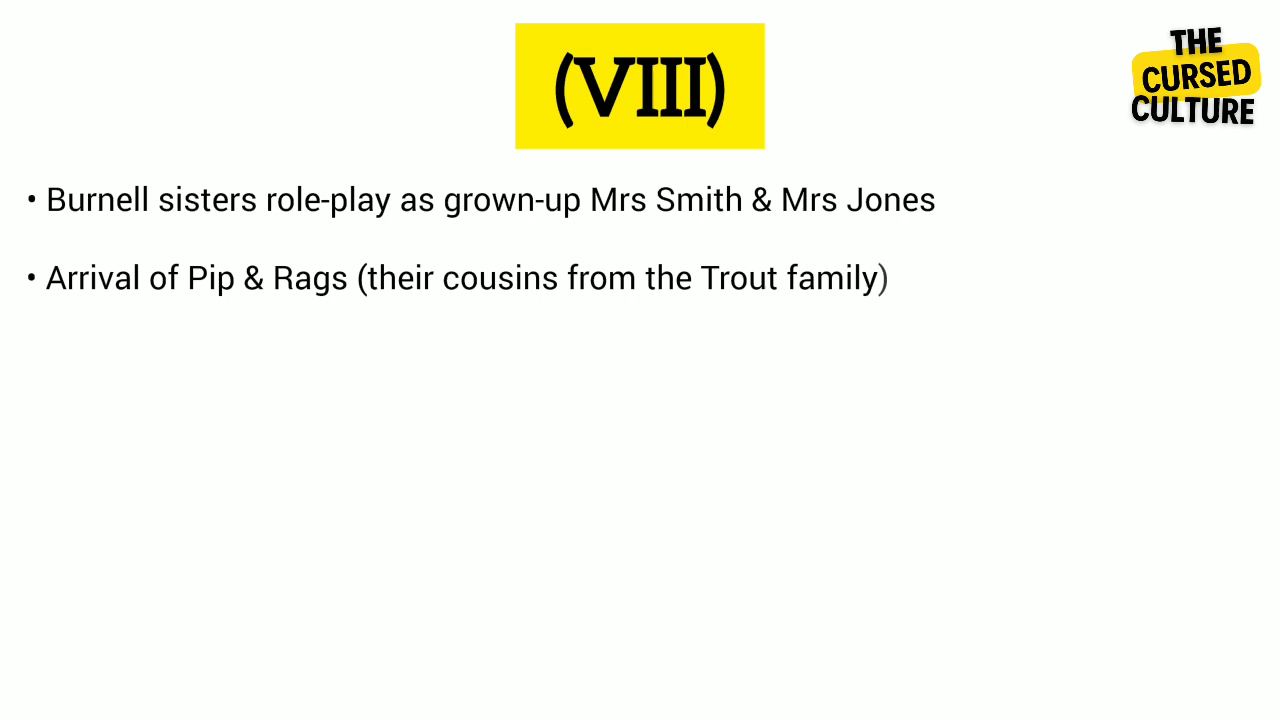 (VIII)
THE
CURSED
CULTURE
• Burnell sisters role-play as grown-up Mrs Smith & Mrs Jones
• Arrival of Pip & Rags (their cousins from the Trout family)